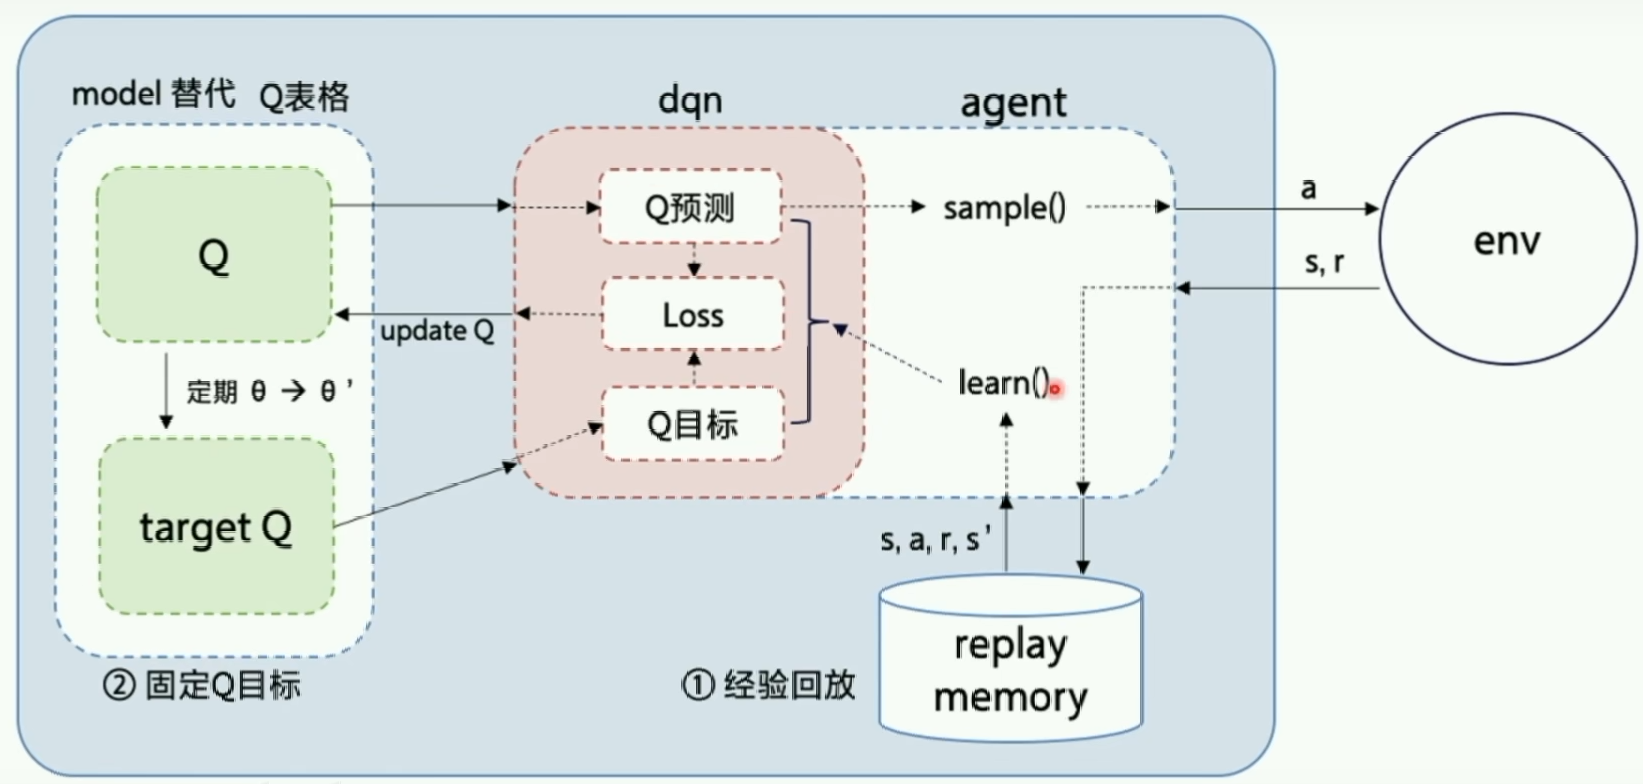 model 替代 Q表格
dqn
agent
Q
Q预测
sample()
a
env
s, r
Loss
update Q
定期 θ → θ’
learn()
Q目标
target Q
s, a, r, s’
replay
memory
② 固定Q目标
① 经验回放